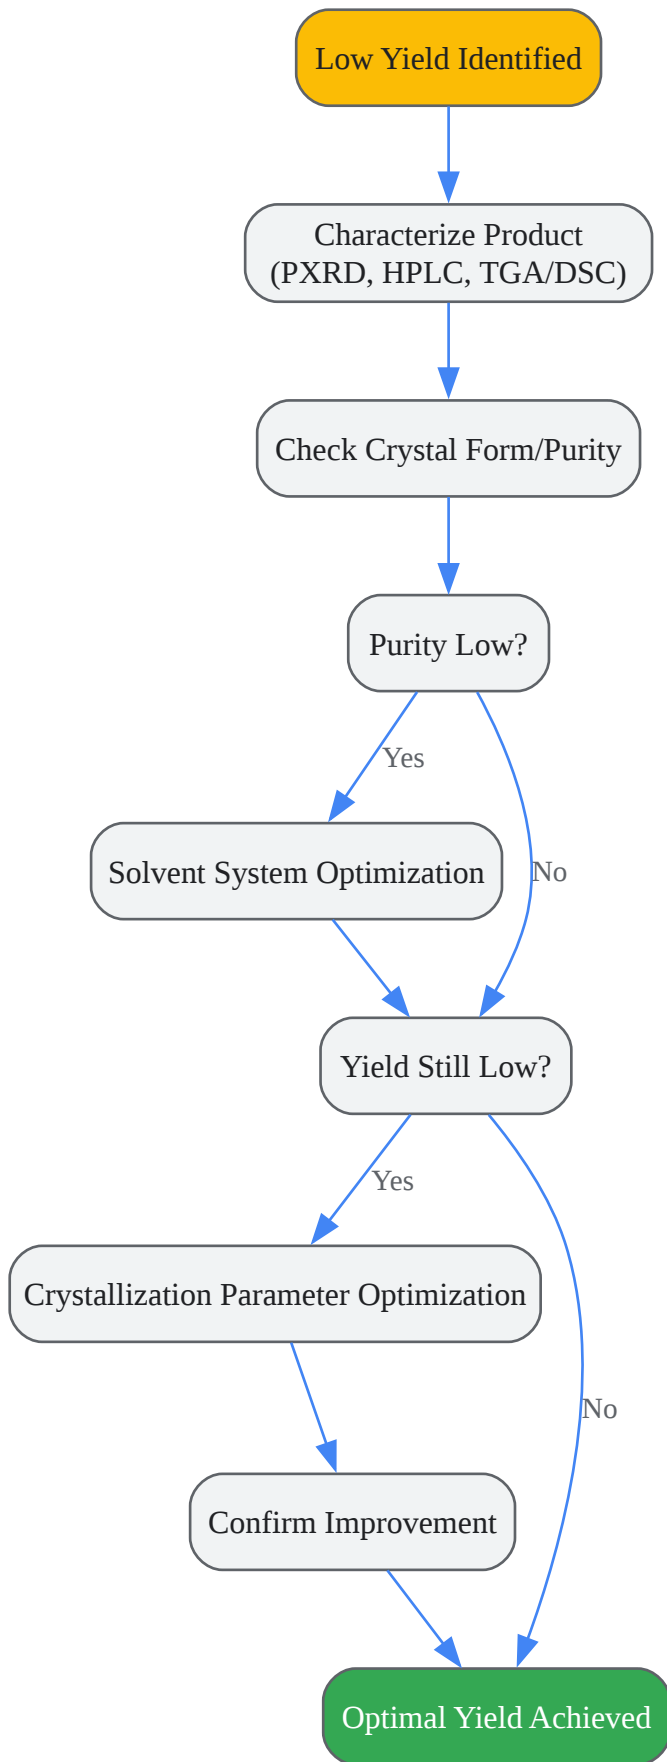 Low Yield Identified
Characterize Product
(PXRD, HPLC, TGA/DSC)
Check Crystal Form/Purity
Purity Low?
Yes
Solvent System Optimization
No
Yield Still Low?
Yes
Crystallization Parameter Optimization
No
Confirm Improvement
Optimal Yield Achieved